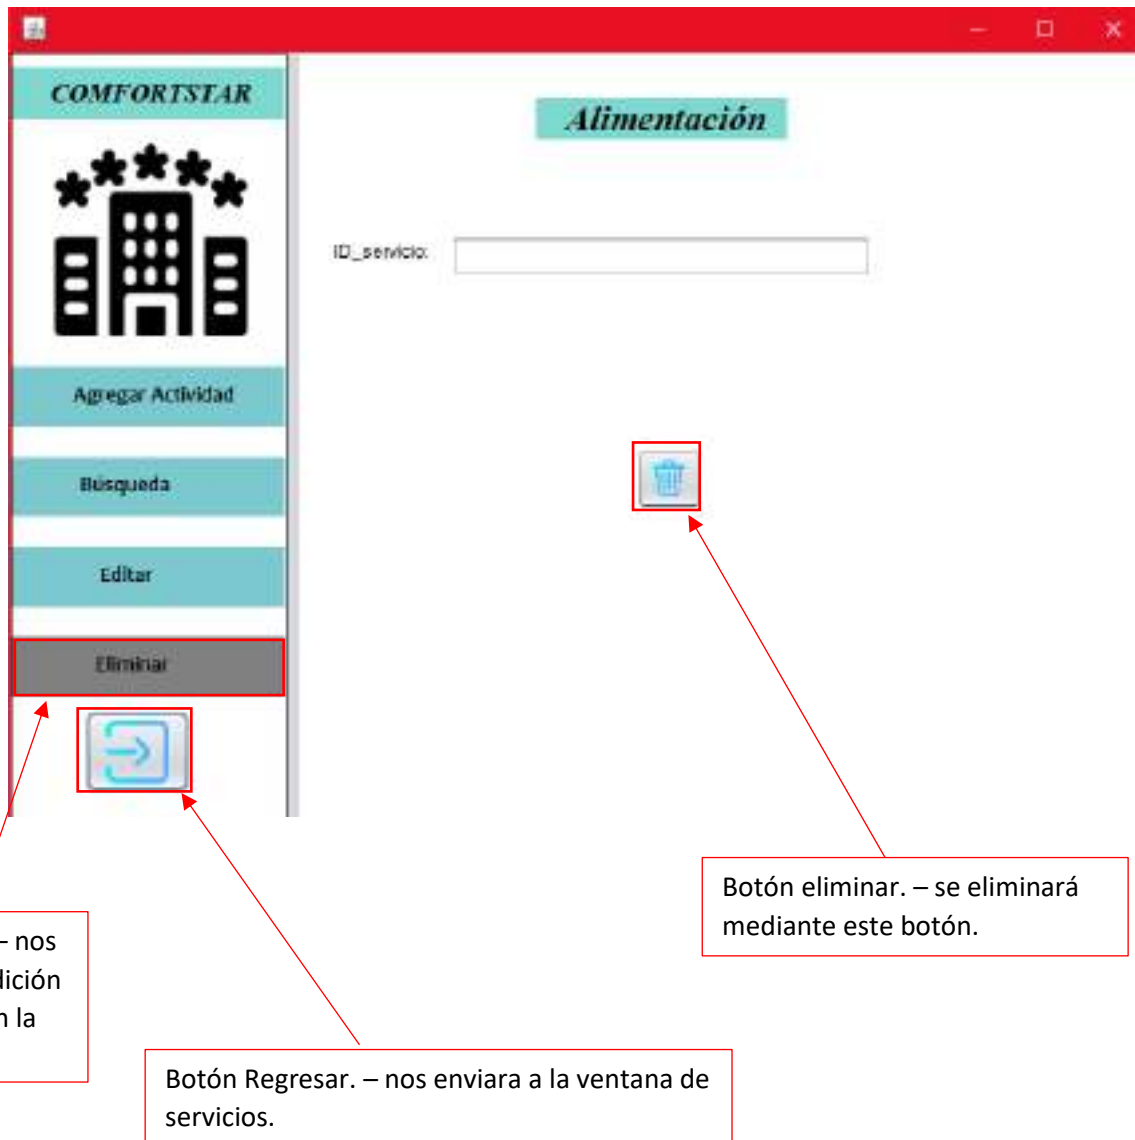 COMFORTSTAR
Alimentación
ID_servicio:
Agregar Actividad
Búsqueda
Editar
Eliminar
Botón eliminar. – se eliminará
mediante este botón.
– nos
dición
la
Botón Regresar. – nos enviara a la ventana de
servicios.